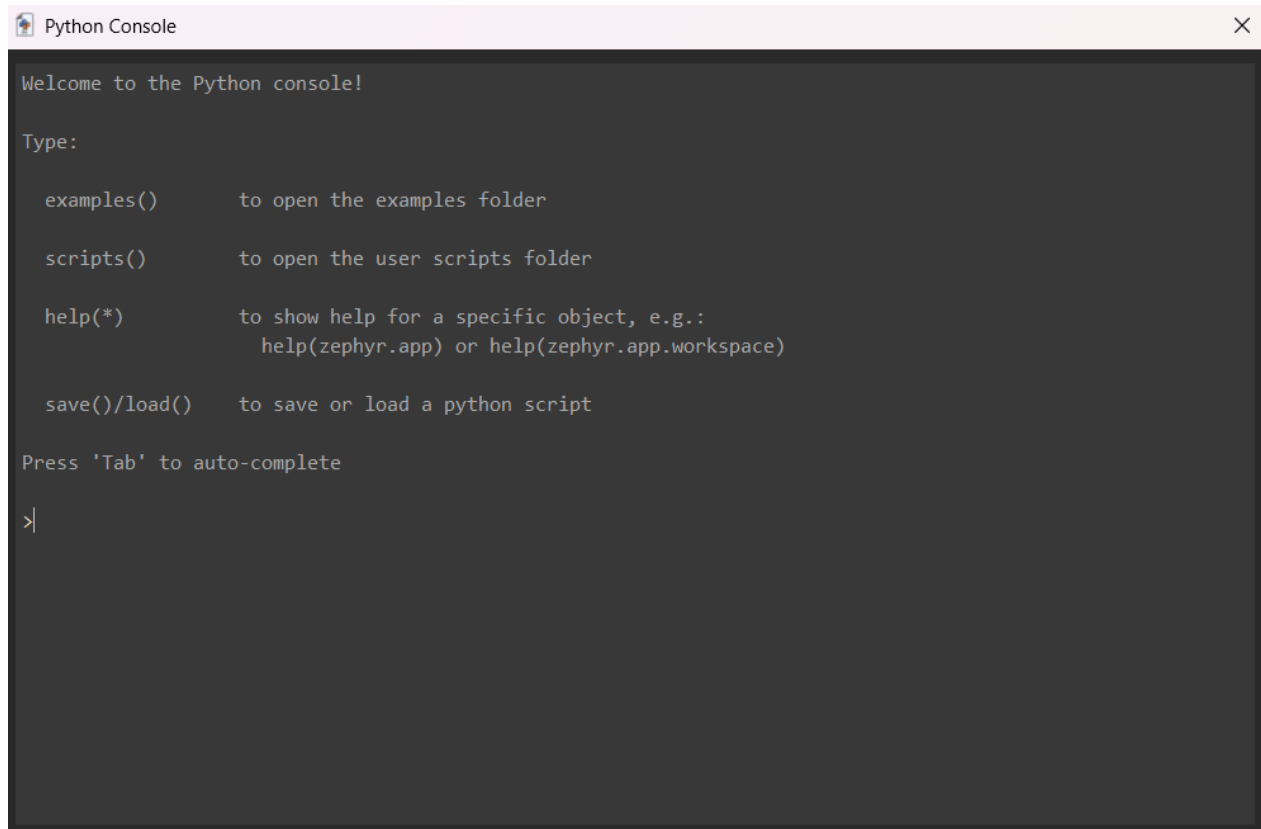 Python Console
Welcome to the Python console!
Type:
examples() to open the examples folder
scripts() to open the user scripts folder
help(*) to show help for a specific object, e.g.:
help(zephyr.app) or help(zephyr.app.workspace)
save()/load() to save or load a python script
Press 'Tab' to auto-complete
>